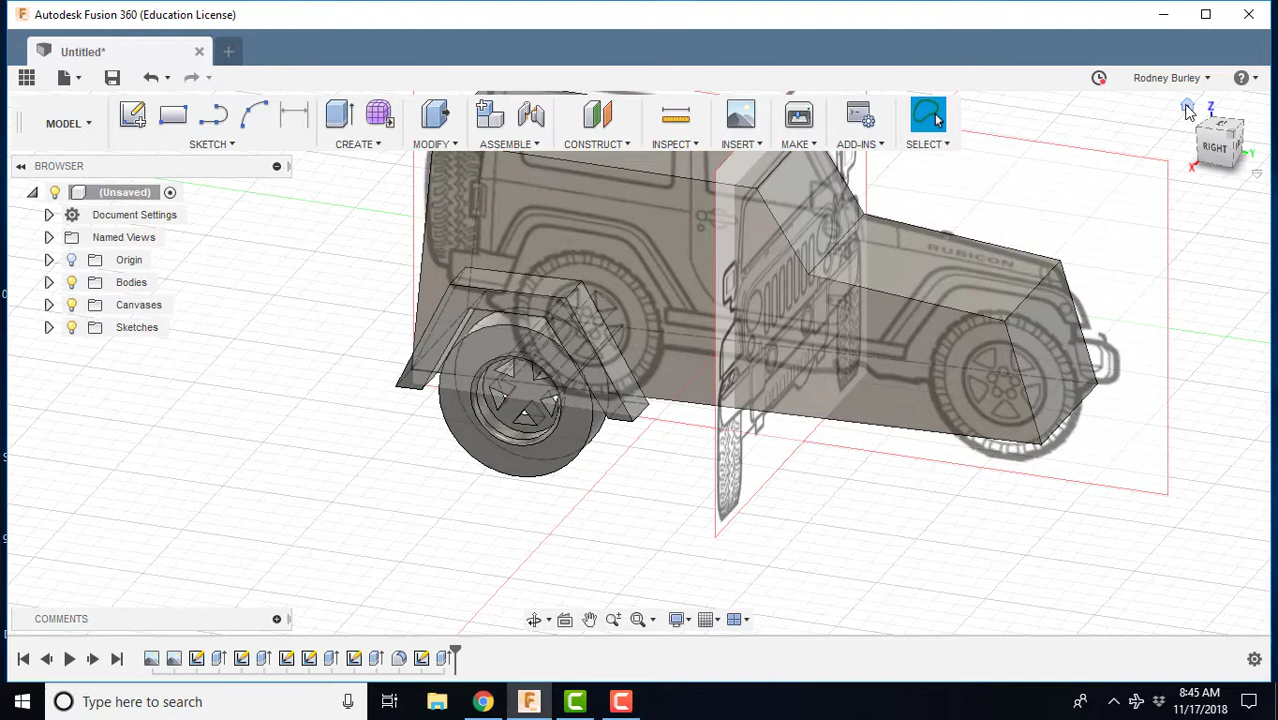 Autodesk Fusion 360 (Education License)
Untitled*
Rodney Burley
MODEL
SKETCH
CREATE
MODIFY
ASSEMBLE
CONSTRUCT
INSPECT
INSERT
MAKE
ADD-INS
SELECT
Z
RIGHT
X
Y
BROWSER
(Unsaved)
Document Settings
Named Views
Origin
Bodies
Canvases
Sketches
RUBICON
COMMENTS
Type here to search
8:45 AM
11/17/2018